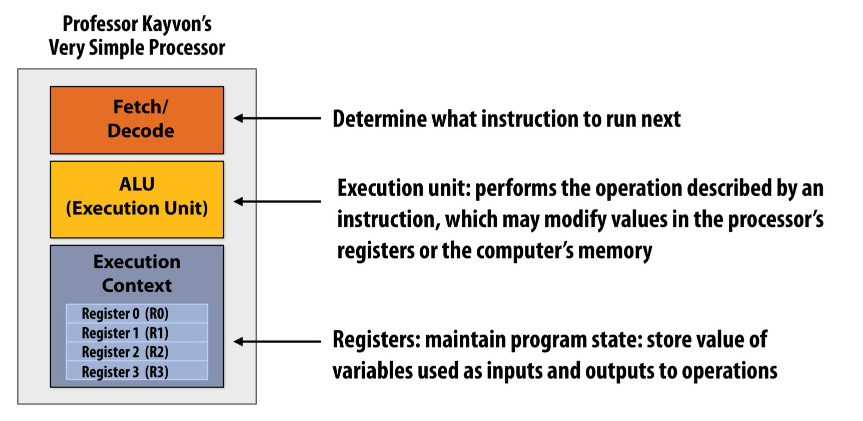 Professor Kayvon's
Very Simple Processor
Fetch/
Decode
Determine what instruction to run next
ALU
(Execution Unit)
Execution unit: performs the operation described by an
instruction, which may modify values in the processor's
registers or the computer's memory
Execution
Context
Register 0 (R0)
Register 1 (R1)
Register 2 (R2)
Register 3 (R3)
Registers: maintain program state: store value of
variables used as inputs and outputs to operations